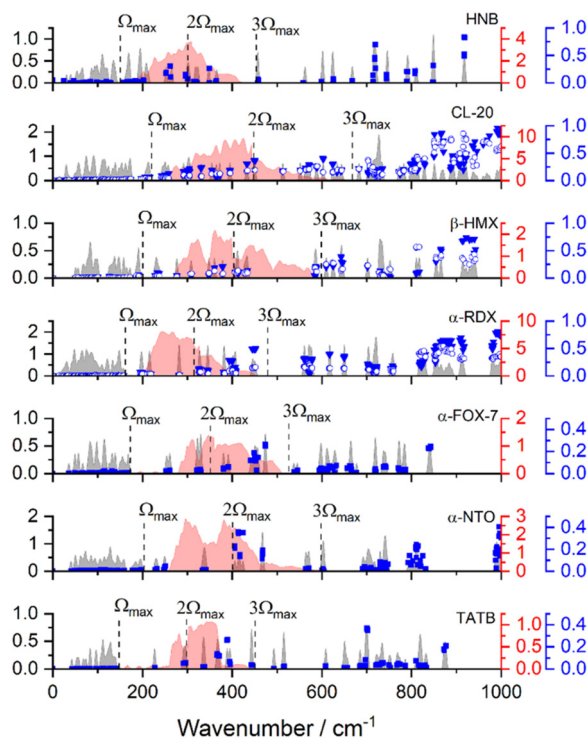 HNB
1.0 Ωmax 2Ωmax 3Ωmax 4 1.0
0.5 2 0.5
0.0 0 0.0
CL-20
2 Ωmax 2Ωmax 3Ωmax 10 1.0
1 5 0.5
0 0 0.0
β-HMX
1.0 Ωmax 2Ωmax 3Ωmax 2 1.0
0.5 1 0.5
0.0 0 0.0
α-RDX
2 Ωmax 2Ωmax 3Ωmax 10 1.0
1 5 0.5
0 0 0.0
α-FOX-7
1.0 Ωmax 2Ωmax 3Ωmax 2 0.4
0.5 1 0.2
0.0 0 0.0
α-NTO
2 Ωmax 2Ωmax 3Ωmax 3 0.4
1 2 0.2
1
0 0 0.0
TATB
1.0 Ωmax 2Ωmax 3Ωmax 1.0 0.4
0.5 0.5 0.2
0.0 0.0 0.0
0 200 400 600 800 1000
Wavenumber / cm⁻¹